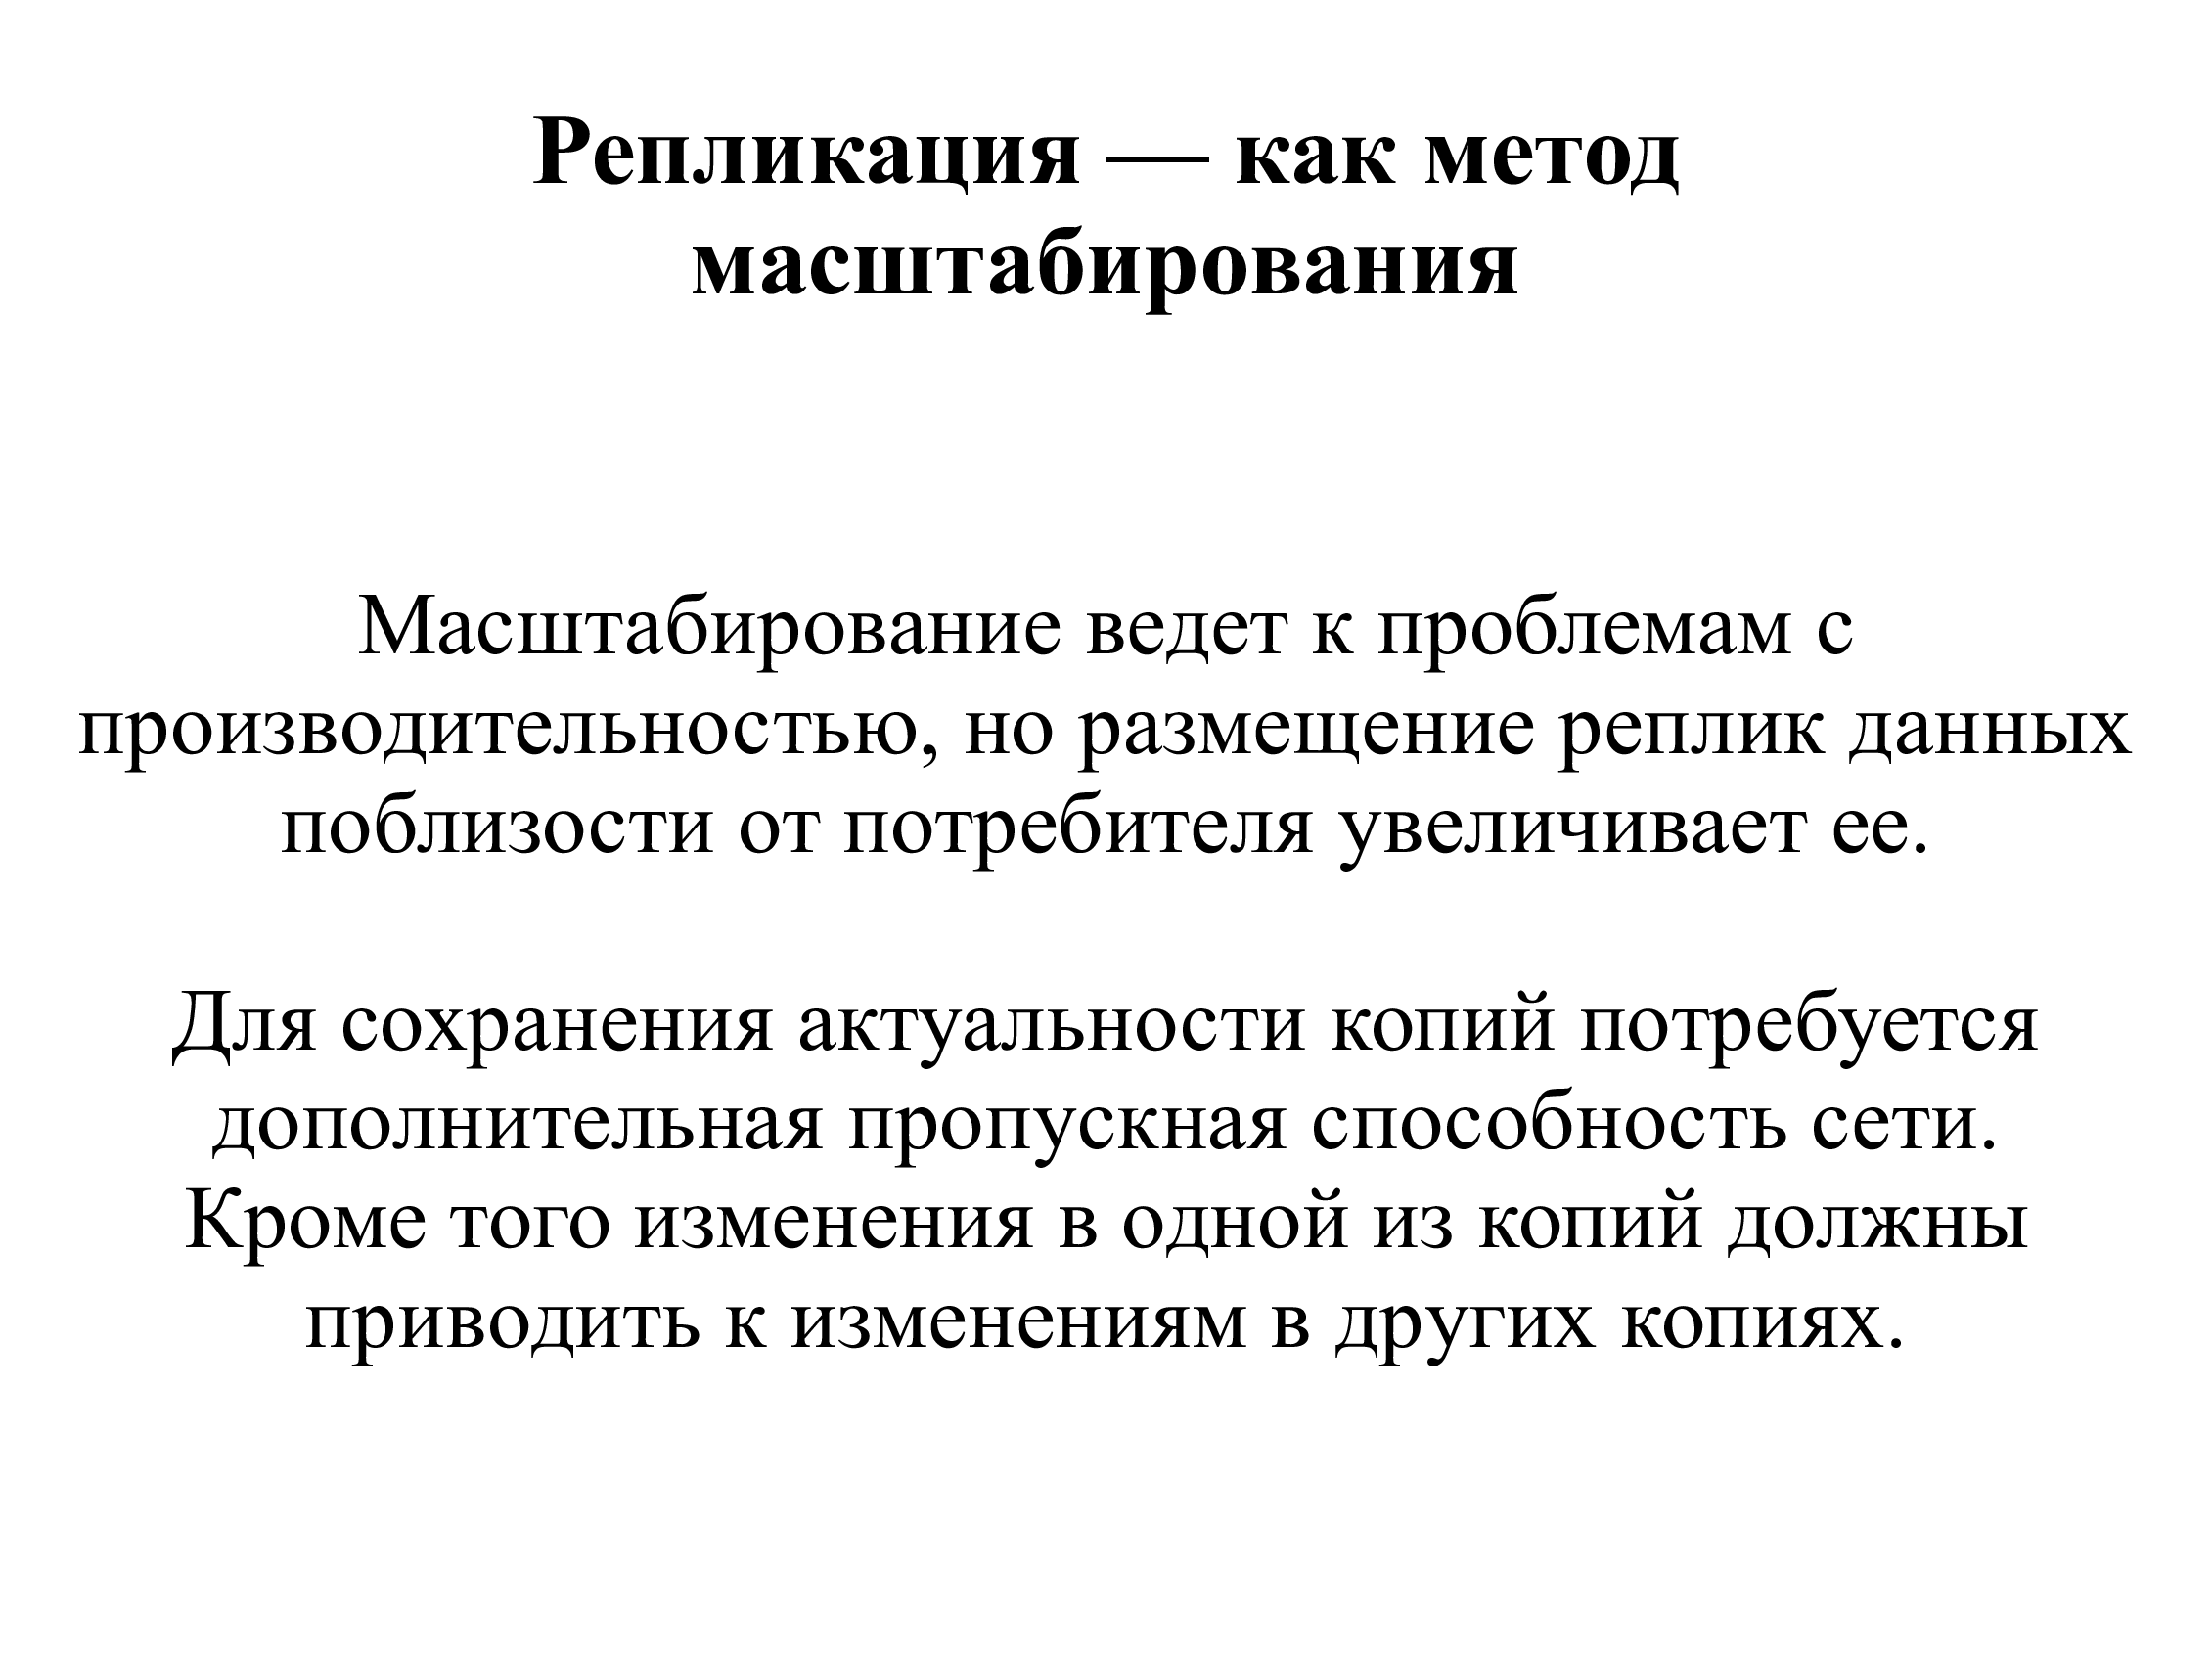 Репликация — как метод
масштабирования
Масштабирование ведет к проблемам с
производительностью, но размещение реплик данных
поблизости от потребителя увеличивает ее.
Для сохранения актуальности копий потребуется
дополнительная пропускная способность сети.
Кроме того изменения в одной из копий должны
приводить к изменениям в других копиях.